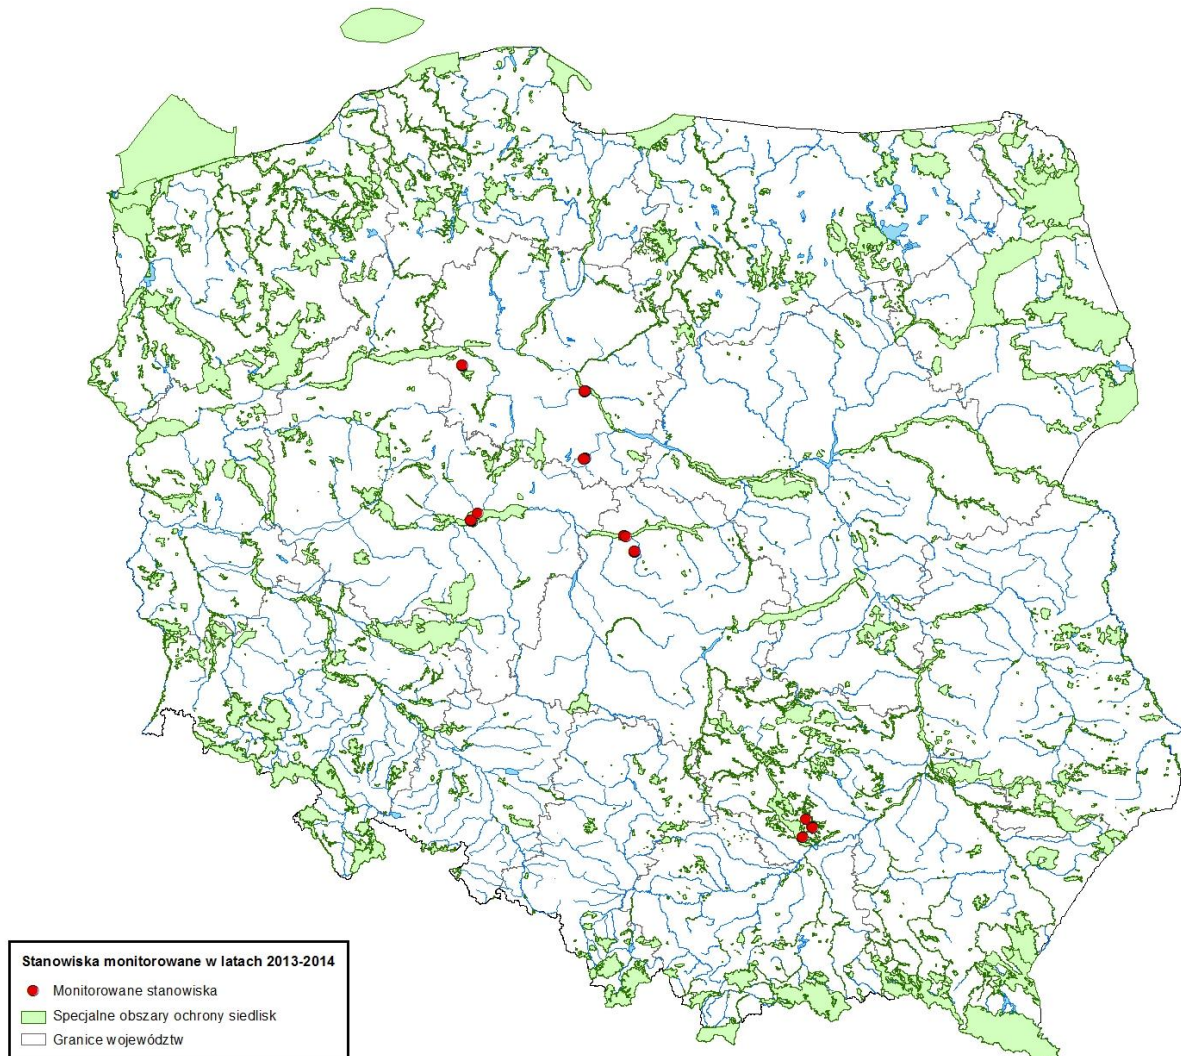 Stanowiska monitorowane w latach 2013-2014
Monitorowane stanowiska
Specjalne obszary ochrony siedlisk
Granice województw